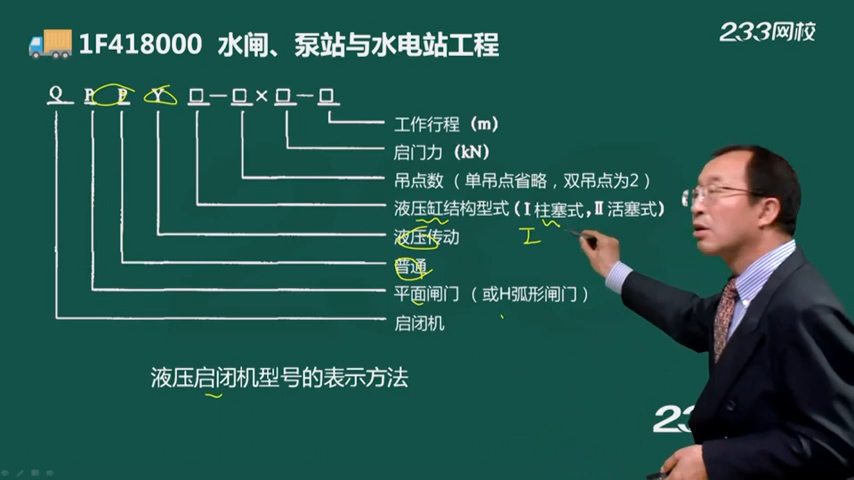 1F418000 水闸、泵站与水电站工程
233网校
Q P P Y □－□×□－□
工作行程（m）
启门力（kN）
吊点数（单吊点省略，双吊点为2）
液压缸结构型式（Ⅰ柱塞式，Ⅱ活塞式）
液压传动
I
普通
平面闸门（或H弧形闸门）
启闭机
液压启闭机型号的表示方法